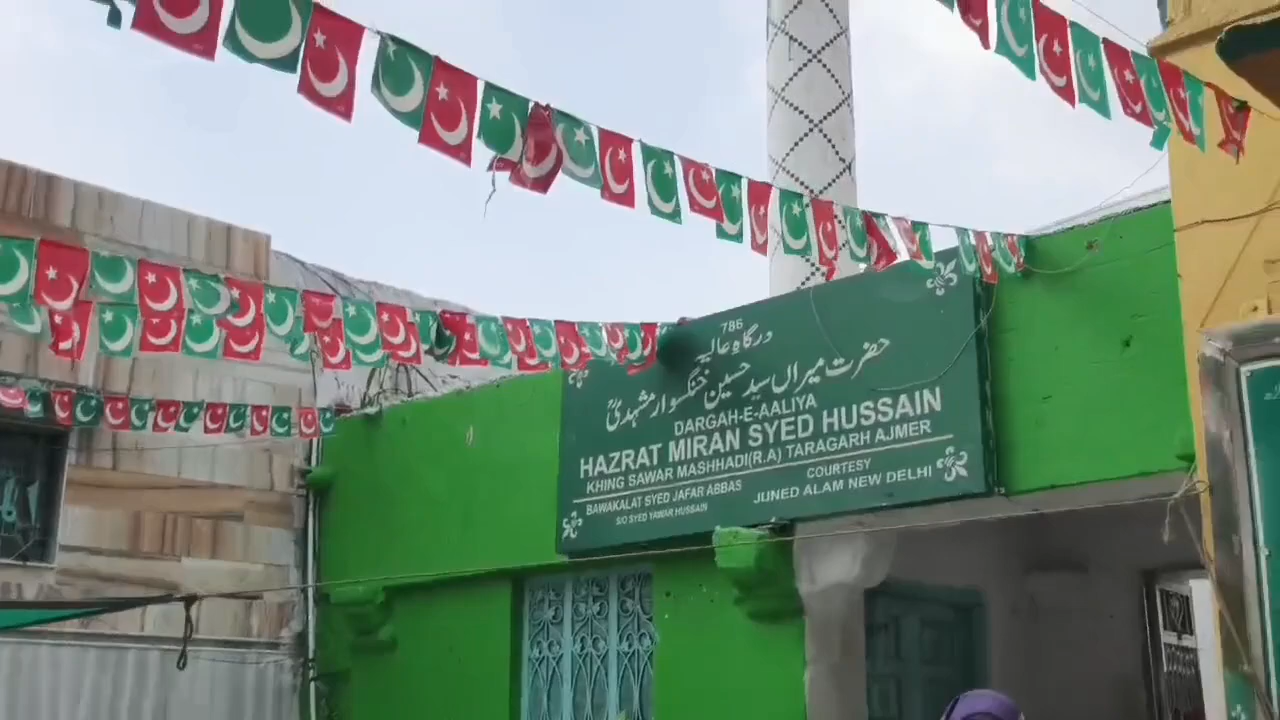 786
درگاہِ عالیہ
حضرت میراں سید حسین خنگسوار مشہدیؒ
DARGAH-E-AALIYA
HAZRAT MIRAN SYED HUSSAIN
KHING SAWAR MASHHADI(R.A) TARAGARH AJMER
BAWAKALAT SYED JAFAR ABBAS
S/O SYED YAWAR HUSSAIN
COURTESY
JUNED ALAM NEW DELHI